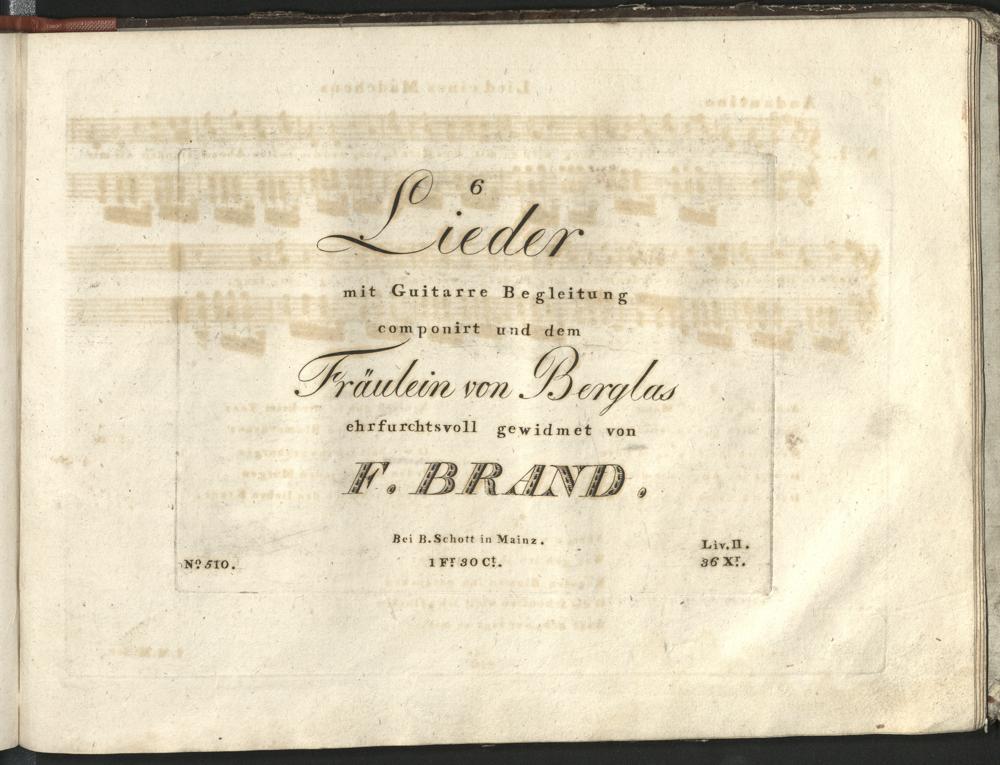 6
Lieder
mit Guitarre Begleitung
componirt und dem
Fräulein von Berglas
ehrfurchtsvoll gewidmet von
F. BRAND.
Bei B. Schott in Mainz.
Liv. II.
No. 510.
1 Fr. 30 Ct.
36 Xr.